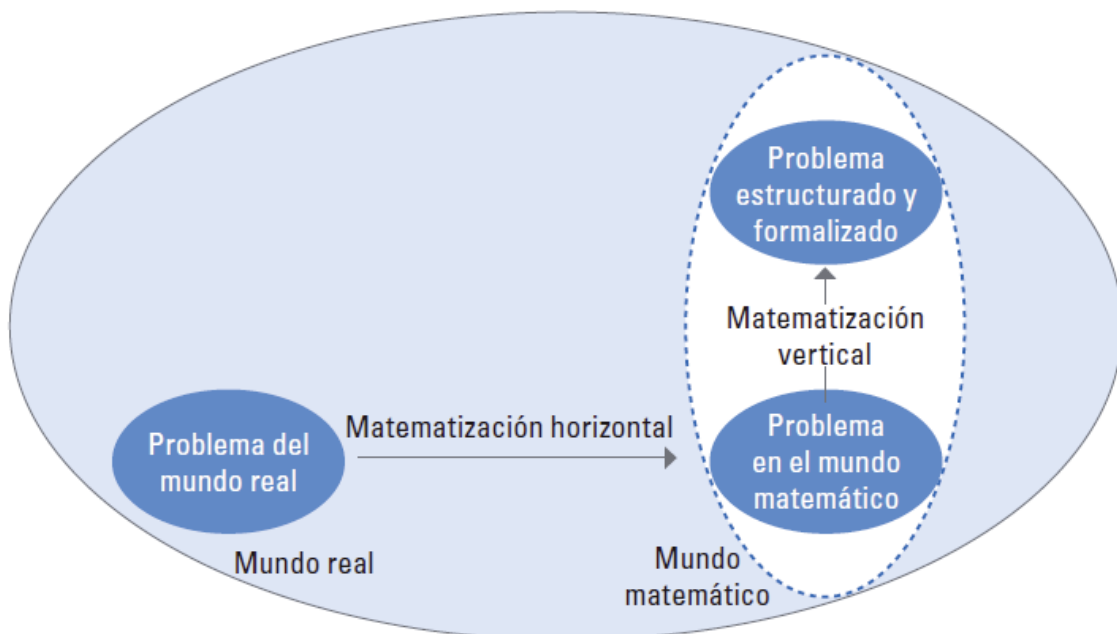 Problema
estructurado y
formalizado
Matematización
vertical
Matematización horizontal
Problema del
mundo real
Problema
en el mundo
matemático
Mundo real
Mundo
matemático